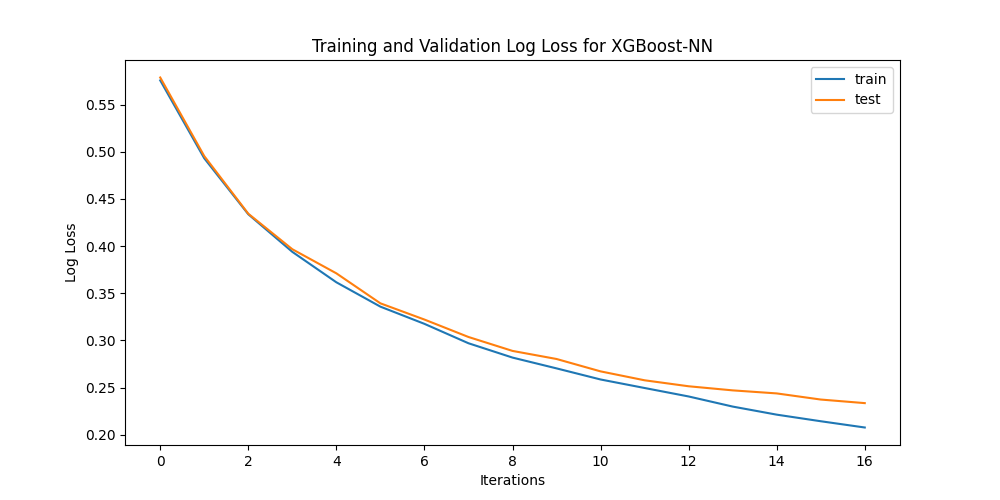 Training and Validation Log Loss for XGBoost-NN
train
test
0.55
0.50
0.45
0.40
0.35
0.30
0.25
0.20
Log Loss
0 2 4 6 8 10 12 14 16
Iterations